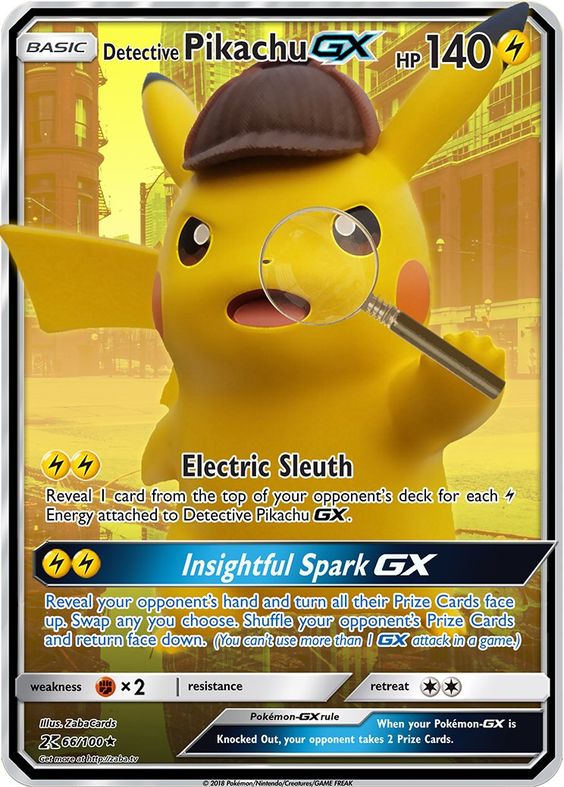 BASIC Detective Pikachu GX HP 140
Electric Sleuth
Reveal 1 card from the top of your opponent's deck for each
Energy attached to Detective Pikachu GX.
Insightful Spark GX
Reveal your opponent's hand and turn all their Prize Cards face
up. Swap any you choose. Shuffle your opponent's Prize Cards
and return face down. (You can't use more than 1 GX attack in a game.)
weakness ×2 resistance retreat
Illus. ZabaCards
66/100
Get more at http://zaba.tv
Pokémon-GX rule
When your Pokémon-GX is
Knocked Out, your opponent takes 2 Prize Cards.
© 2018 Pokémon/Nintendo/Creatures/GAME FREAK